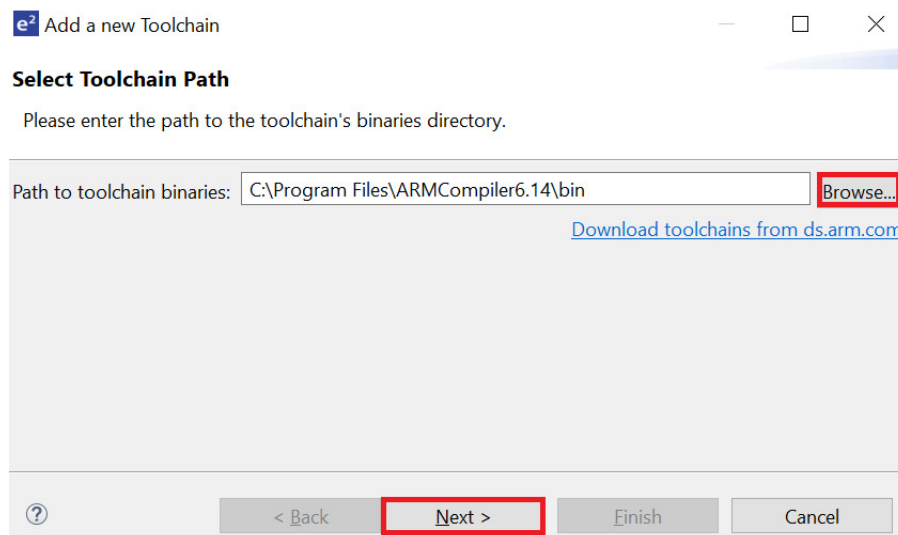 e² Add a new Toolchain
Select Toolchain Path
Please enter the path to the toolchain's binaries directory.
Path to toolchain binaries: C:\Program Files\ARMCompiler6.14\bin Browse...
Download toolchains from ds.arm.com
? < Back Next > Finish Cancel